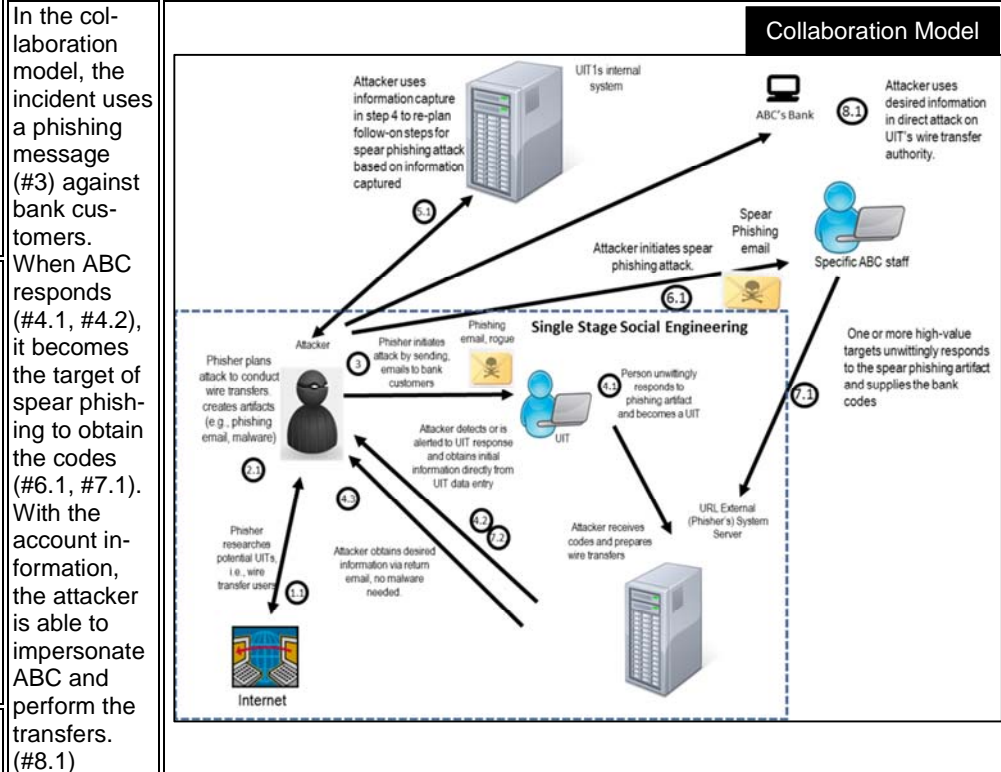 In the col-
laboration
model, the
incident uses
a phishing
message
(#3) against
bank cus-
tomers.
When ABC
responds
(#4.1, #4.2),
it becomes
the target of
spear phish-
ing to obtain
the codes
(#6.1, #7.1).
With the
account in-
formation,
the attacker
is able to
impersonate
ABC and
perform the
transfers.
(#8.1)
Collaboration Model
Attacker uses
information capture
in step 4 to re-plan
follow-on steps for
spear phishing attack
based on information
captured
5.1
UIT1s internal
system
ABC's Bank
8.1
Attacker uses
desired information
in direct attack on
UIT's wire transfer
authority.
Attacker initiates spear
phishing attack.
6.1
Spear
Phishing
email
Specific ABC staff
One or more high-value
targets unwittingly responds
to the spear phishing artifact
and supplies the bank
codes
7.1
Single Stage Social Engineering
Attacker
Phisher plans
attack to conduct
wire transfers.
creates artifacts
(e.g., phishing
email, malware)
2.1
3
Phisher initiates
attack by sending,
emails to bank
customers
Phishing
email, rogue
UIT
4.1
Person unwittingly
responds to
phishing artifact
and becomes a UIT
Attacker detects or is
alerted to UIT response
and obtains initial
information directly from
UIT data entry
4.2
7.2
4.3
Attacker obtains desired
information via return
email, no malware
needed.
Attacker receives
codes and prepares
wire transfers
URL External
(Phisher's) System
Server
Phisher
researches
potential UITs,
i.e., wire
transfer users
1.1
Internet